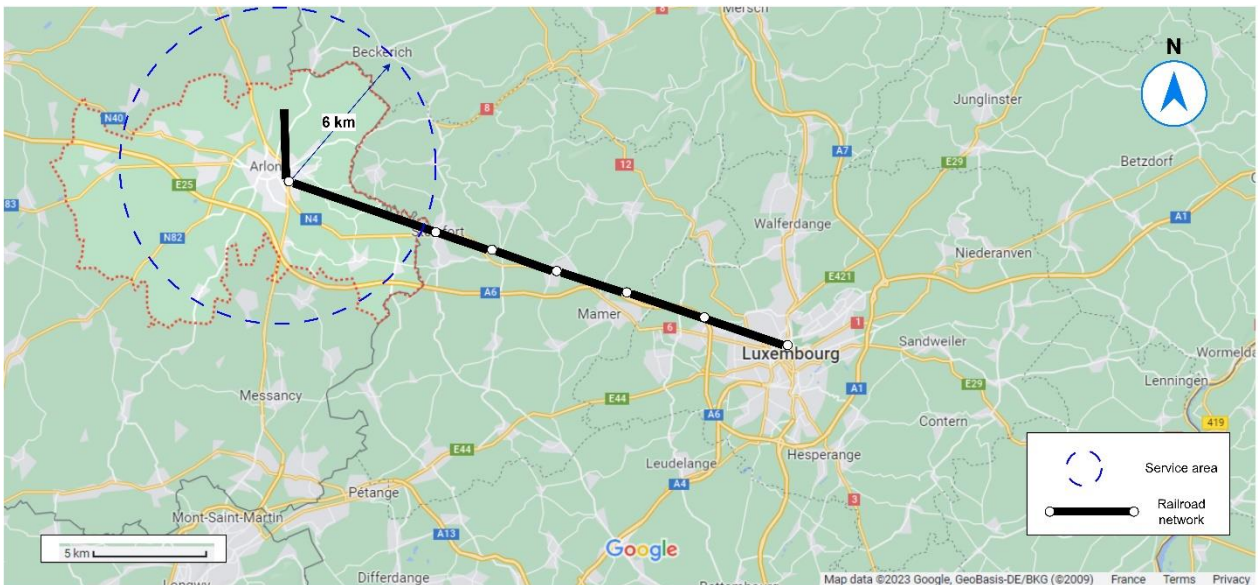 Mersch
8
Beckerich
N
N40
Junglinster
8
A7
E29
6 km
Betzdorf
12
Arlon
E25
83
N4
Walferdange
A1
N82
Niederanven
E421
A6
Mamer
6
1
Luxembourg
Sandweiler
Wormelda
A1
E29
Lenningen
Messancy
E44
A6
Contern
419
E44
Hesperange
Leudelange
Service area
A4
Pétange
3
Railroad
network
Mont-Saint-Martin
A13
5 km
Google
Differdange
Map data ©2023 Google, GeoBasis-DE/BKG (©2009) France Terms Privac